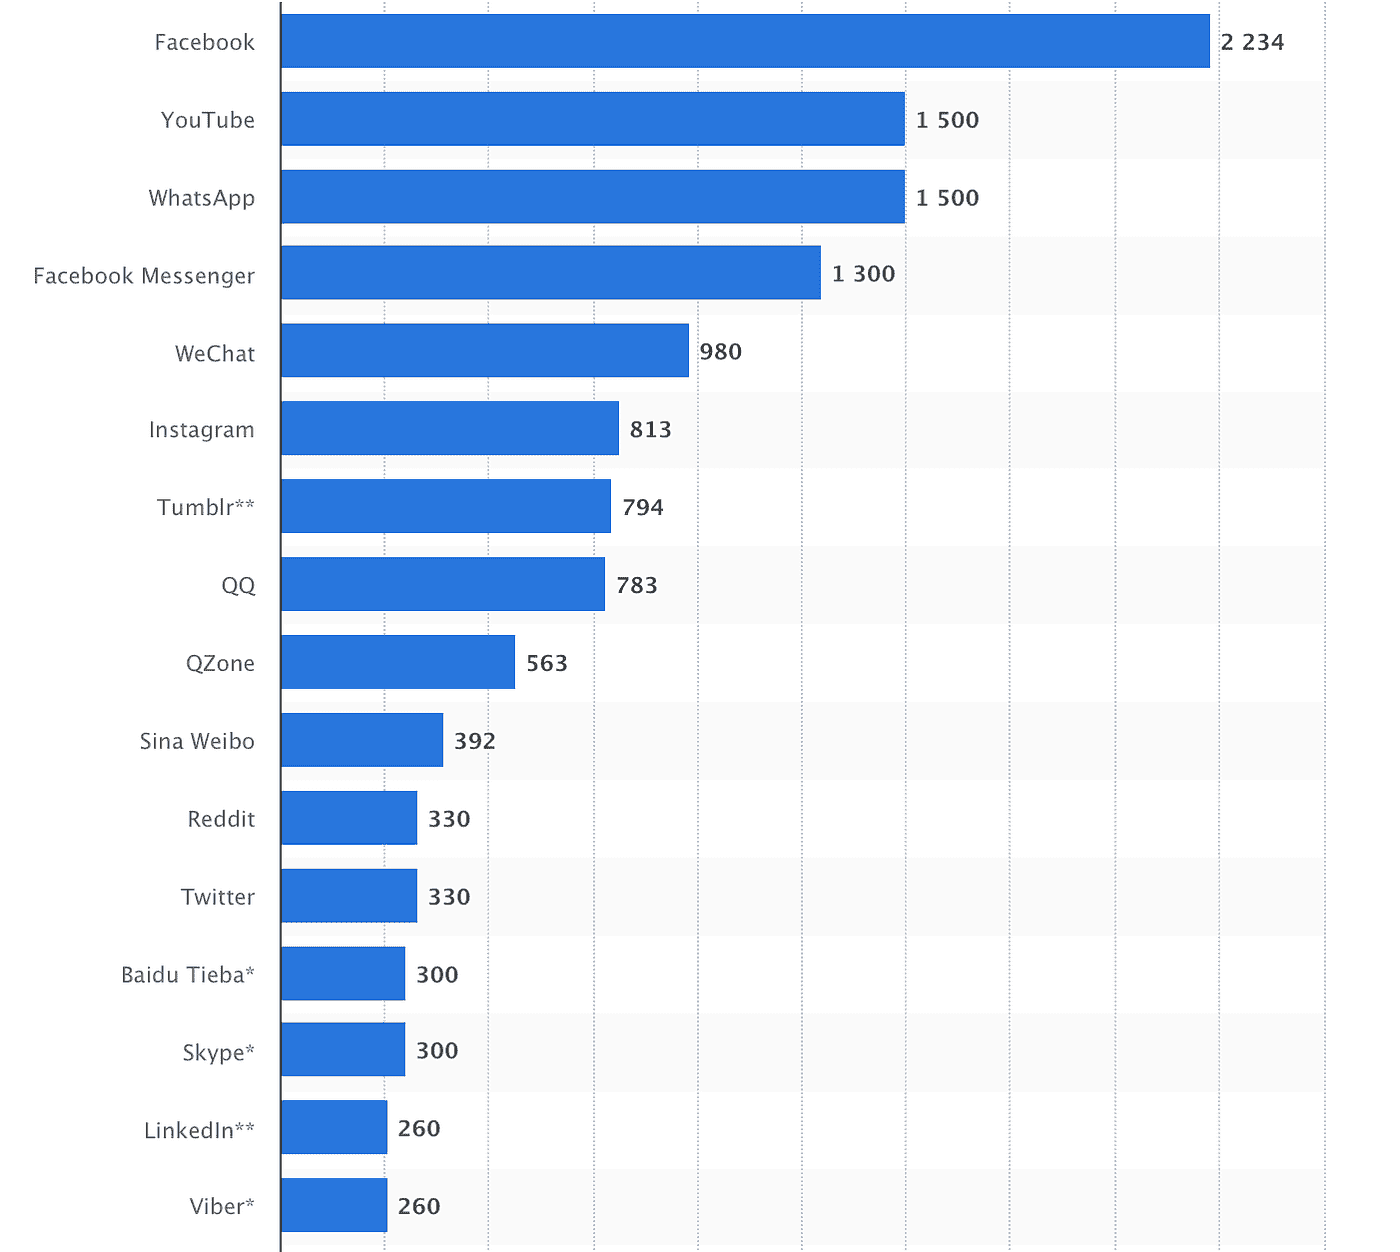 Facebook 2 234
YouTube 1 500
WhatsApp 1 500
Facebook Messenger 1 300
WeChat 980
Instagram 813
Tumblr** 794
QQ 783
QZone 563
Sina Weibo 392
Reddit 330
Twitter 330
Baidu Tieba* 300
Skype* 300
LinkedIn** 260
Viber* 260